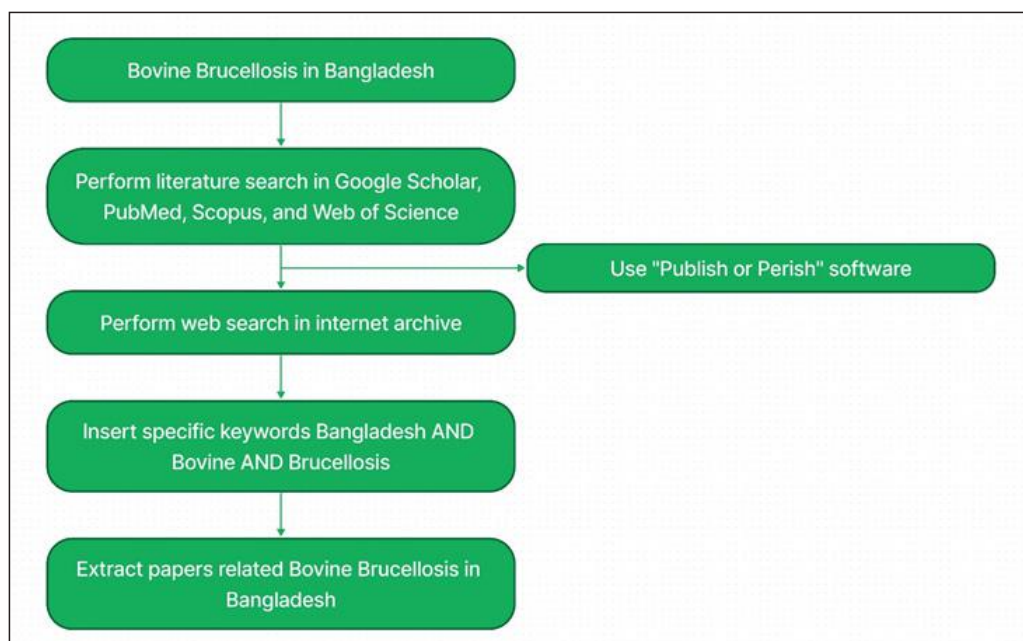 Bovine Brucellosis in Bangladesh
Perform literature search in Google Scholar,
PubMed, Scopus, and Web of Science
Use "Publish or Perish" software
Perform web search in internet archive
Insert specific keywords Bangladesh AND
Bovine AND Brucellosis
Extract papers related Bovine Brucellosis in
Bangladesh